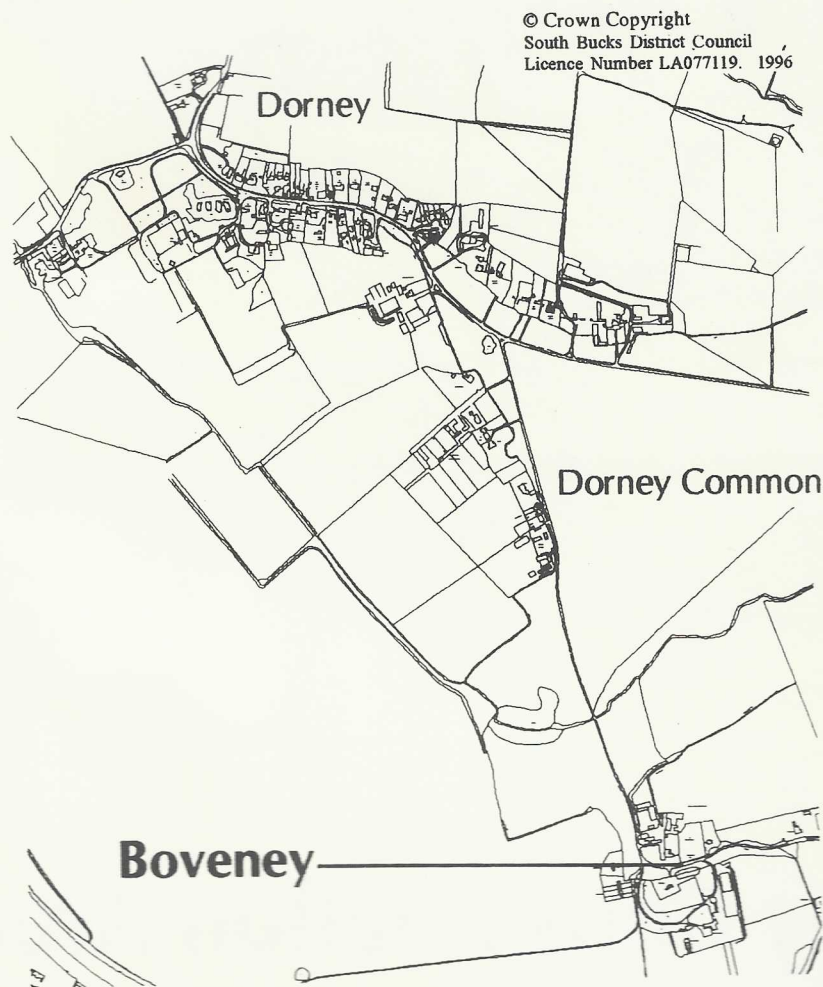 © Crown Copyright
South Bucks District Council
Licence Number LA077119. 1996
Dorney
Dorney Common
Boveney